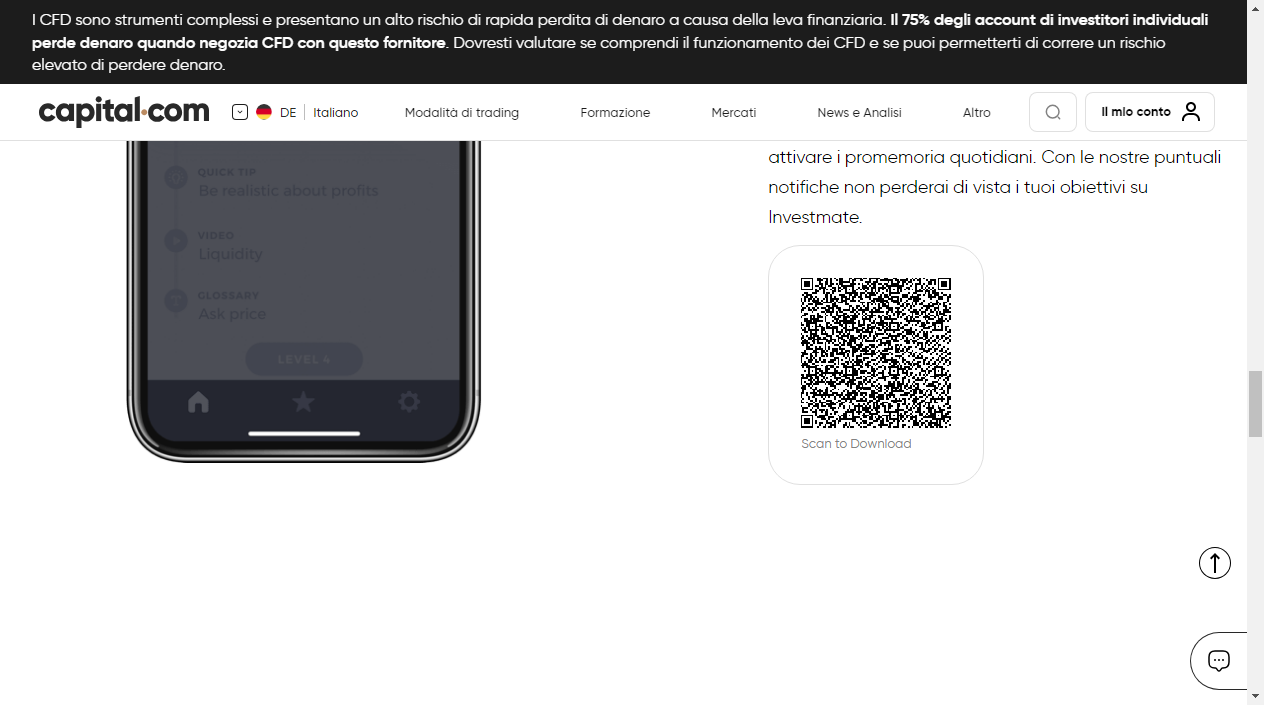 I CFD sono strumenti complessi e presentano un alto rischio di rapida perdita di denaro a causa della leva finanziaria. Il 75% degli account di investitori individuali
perde denaro quando negozia CFD con questo fornitore. Dovresti valutare se comprendi il funzionamento dei CFD e se puoi permetterti di correre un rischio
elevato di perdere denaro.
capital.com DE Italiano Modalità di trading Formazione Mercati News e Analisi Altro Il mio conto
attivare i promemoria quotidiani. Con le nostre puntuali
notifiche non perderai di vista i tuoi obiettivi su
Investmate.
QUICK TIP
Be realistic about profits
VIDEO
Liquidity
GLOSSARY
Ask price
LEVEL 4
Scan to Download